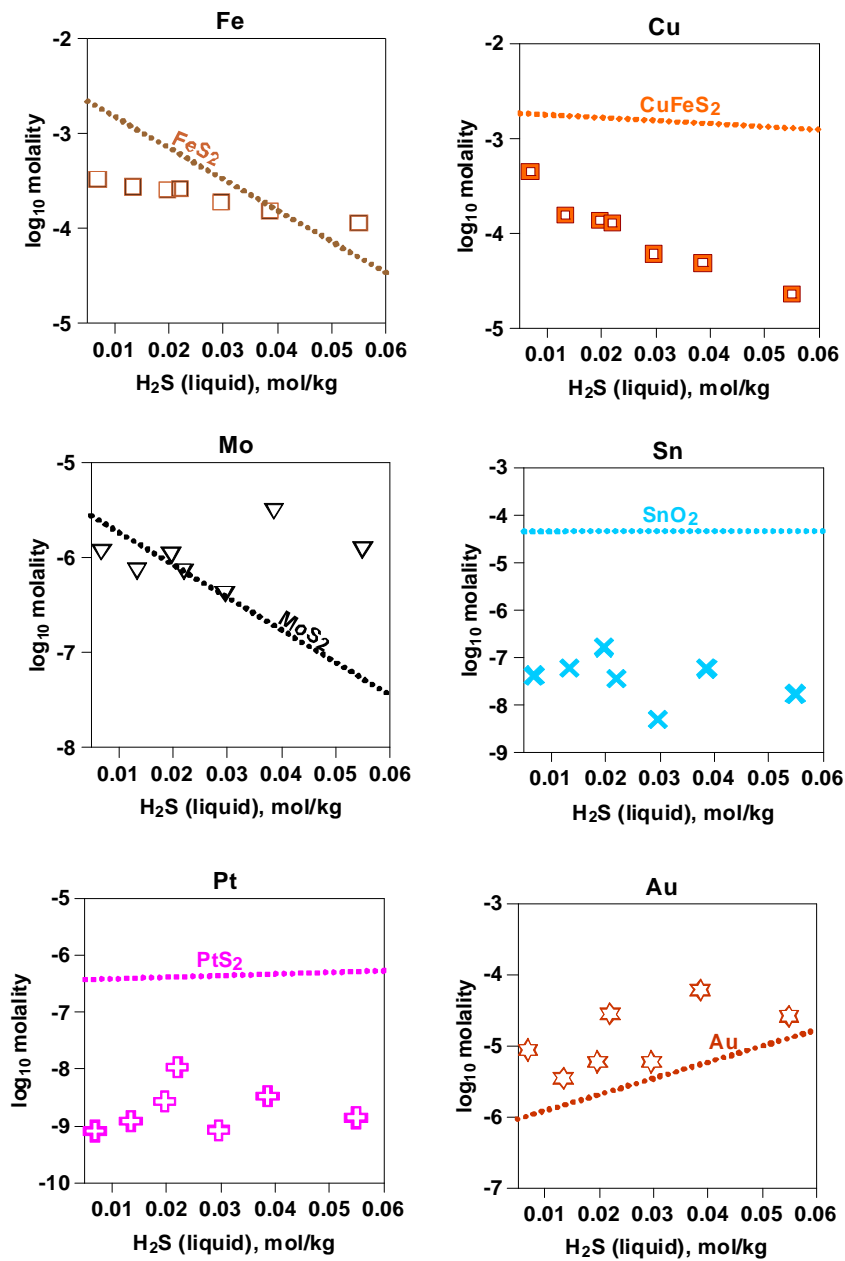 Fe
-2
-3
-4
-5
log10 molality
FeS2
0.01 0.02 0.03 0.04 0.05 0.06
H2S (liquid), mol/kg
Cu
-2
-3
-4
-5
log10 molality
CuFeS2
0.01 0.02 0.03 0.04 0.05 0.06
H2S (liquid), mol/kg
Mo
-5
-6
-7
-8
log10 molality
MoS2
0.01 0.02 0.03 0.04 0.05 0.06
H2S (liquid), mol/kg
Sn
-3
-4
-5
-6
-7
-8
-9
log10 molality
SnO2
0.01 0.02 0.03 0.04 0.05 0.06
H2S (liquid), mol/kg
Pt
-5
-6
-7
-8
-9
-10
log10 molality
PtS2
0.01 0.02 0.03 0.04 0.05 0.06
H2S (liquid), mol/kg
Au
-3
-4
-5
-6
-7
log10 molality
Au
0.01 0.02 0.03 0.04 0.05 0.06
H2S (liquid), mol/kg